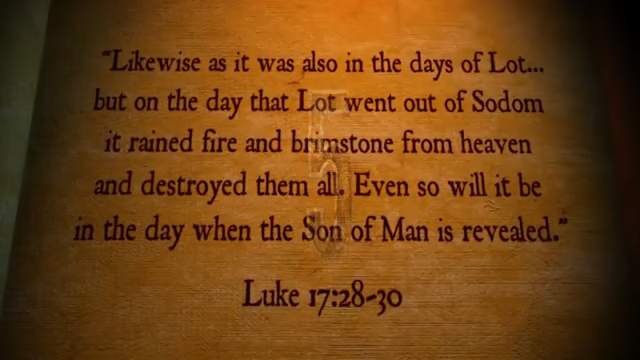 "Likewise as it was also in the days of Lot...
but on the day that Lot went out of Sodom
it rained fire and brimstone from heaven
and destroyed them all. Even so will it be
in the day when the Son of Man is revealed."
Luke 17:28-30